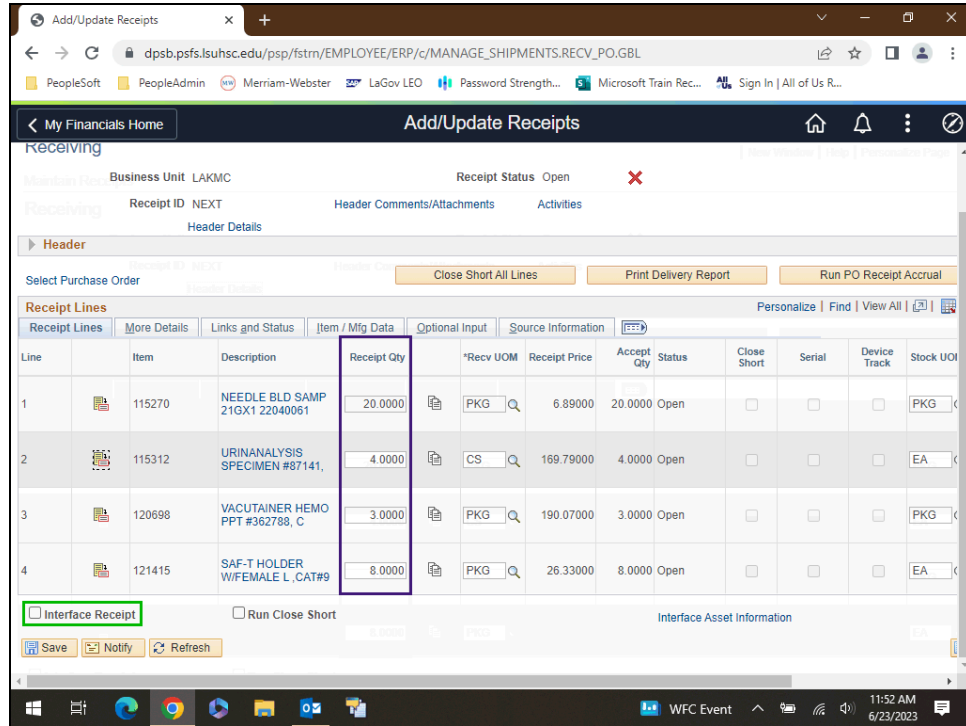 Add/Update Receipts
dpsb.psfs.lsuhsc.edu/psp/fstrn/EMPLOYEE/ERP/c/MANAGE_SHIPMENTS.RECV_PO.GBL
PeopleSoft PeopleAdmin Merriam-Webster LaGov LEO Password Strength... Microsoft Train Rec... Sign In | All of Us R...
My Financials Home Add/Update Receipts
Receiving | New Window | Help | Personalize Page
Business Unit LAKMC Receipt Status Open
Receipt ID NEXT Header Comments/Attachments Activities
Header Details
Header
Select Purchase Order Close Short All Lines Print Delivery Report Run PO Receipt Accrual
Receipt Lines Personalize | Find | View All |
Receipt Lines More Details Links and Status Item / Mfg Data Optional Input Source Information
Line Item Description Receipt Qty *Recv UOM Receipt Price Accept Qty Status Close Short Serial Device Track Stock UOI
1 115270 NEEDLE BLD SAMP 21GX1 22040061 20.0000 PKG 6.89000 20.0000 Open PKG
2 115312 URINANALYSIS SPECIMEN #87141, 4.0000 CS 169.79000 4.0000 Open EA
3 120698 VACUTAINER HEMO PPT #362788, C 3.0000 PKG 190.07000 3.0000 Open PKG
4 121415 SAF-T HOLDER W/FEMALE L ,CAT#9 8.0000 PKG 26.33000 8.0000 Open EA
Interface Receipt Run Close Short Interface Asset Information
Save Notify Refresh
WFC Event 11:52 AM
6/23/2023